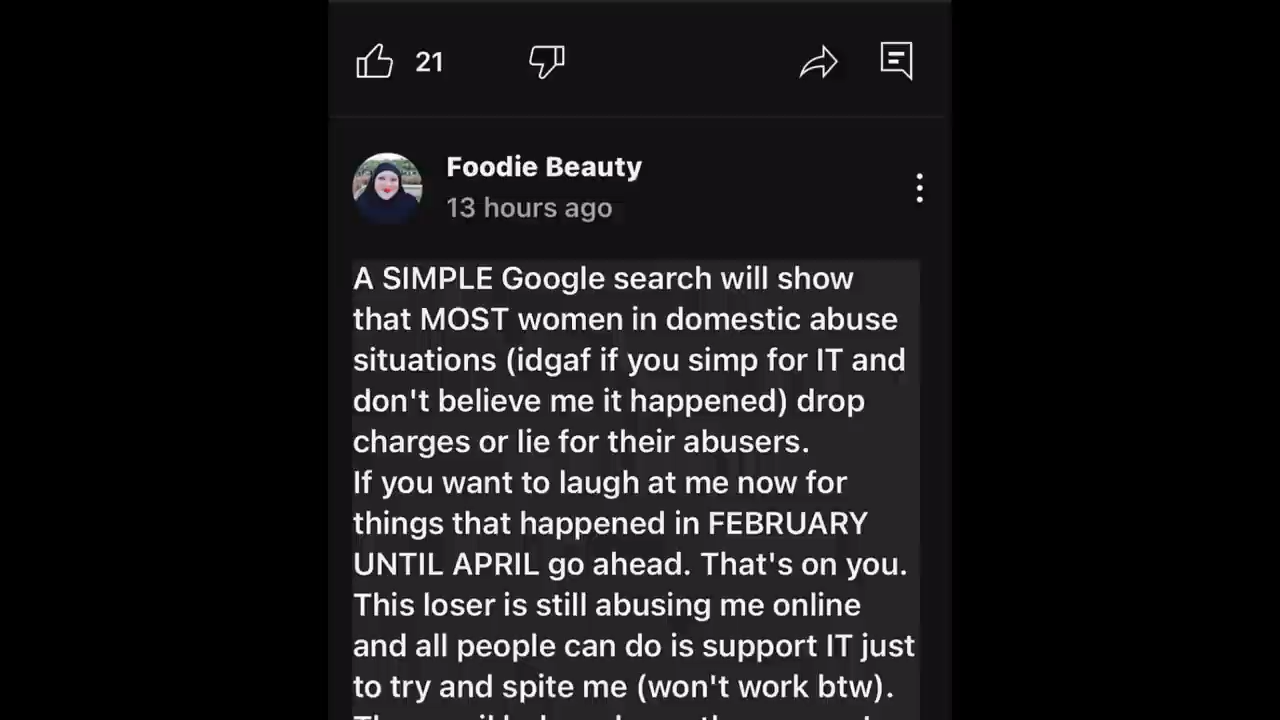 21
Foodie Beauty
13 hours ago
A SIMPLE Google search will show
that MOST women in domestic abuse
situations (idgaf if you simp for IT and
don't believe me it happened) drop
charges or lie for their abusers.
If you want to laugh at me now for
things that happened in FEBRUARY
UNTIL APRIL go ahead. That's on you.
This loser is still abusing me online
and all people can do is support IT just
to try and spite me (won't work btw).